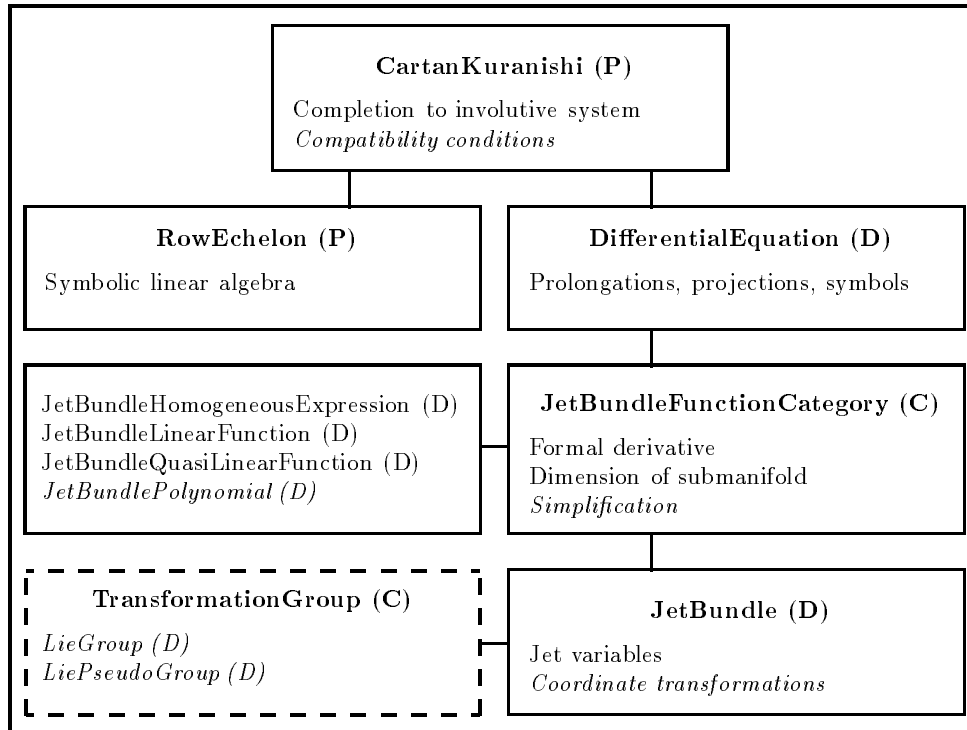 CartanKuranishi (P)
Completion to involutive system
Compatibility conditions
RowEchelon (P)
Symbolic linear algebra
DifferentialEquation (D)
Prolongations, projections, symbols
JetBundleHomogeneousExpression (D)
JetBundleLinearFunction (D)
JetBundleQuasiLinearFunction (D)
JetBundlePolynomial (D)
JetBundleFunctionCategory (C)
Formal derivative
Dimension of submanifold
Simplification
TransformationGroup (C)
LieGroup (D)
LiePseudoGroup (D)
JetBundle (D)
Jet variables
Coordinate transformations